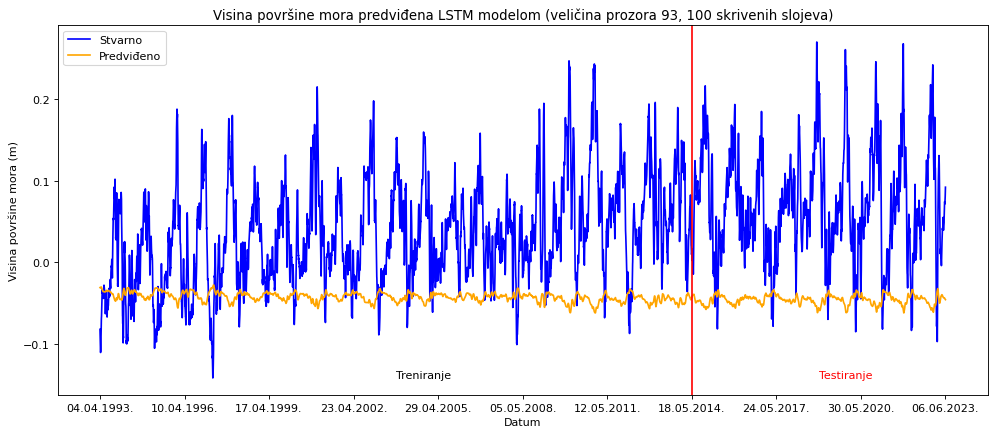 Visina površine mora predviđena LSTM modelom (veličina prozora 93, 100 skrivenih slojeva)
Stvarno
Predviđeno
Visina površine mora (m)
0.2
0.1
0.0
−0.1
Treniranje
Testiranje
04.04.1993. 10.04.1996. 17.04.1999. 23.04.2002. 29.04.2005. 05.05.2008. 12.05.2011. 18.05.2014. 24.05.2017. 30.05.2020. 06.06.2023.
Datum